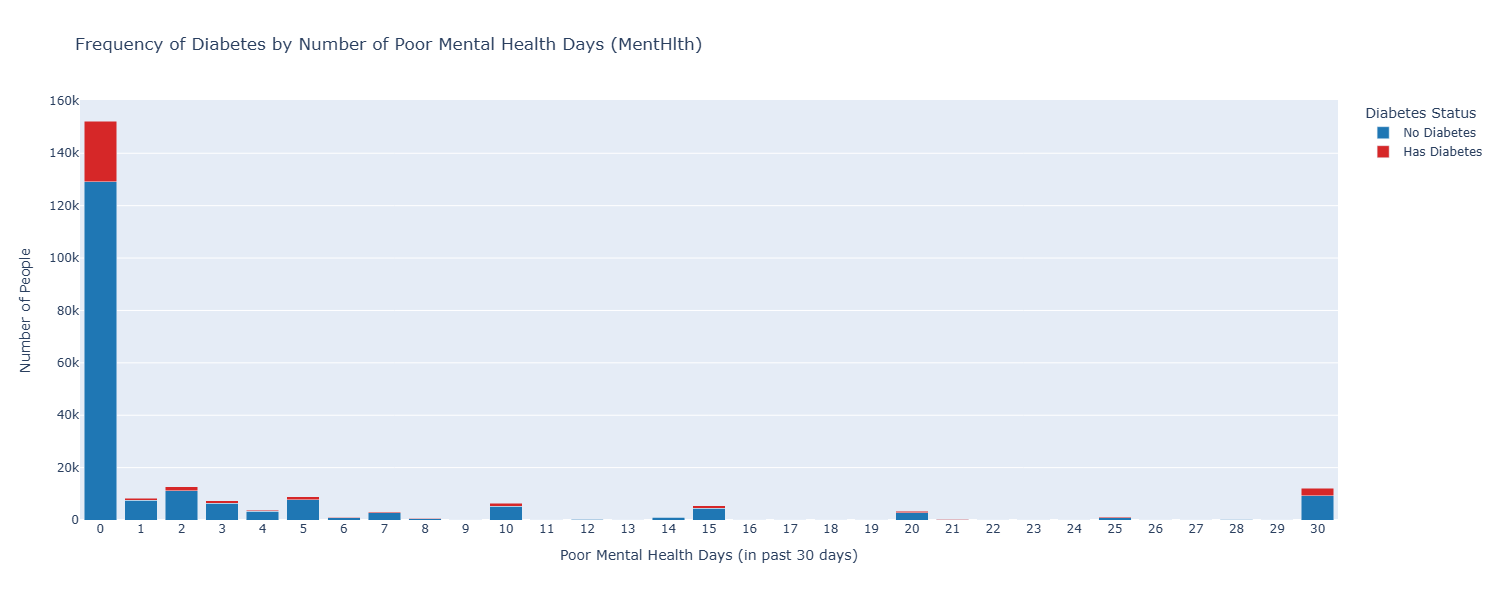 Frequency of Diabetes by Number of Poor Mental Health Days (MentHlth)
Diabetes Status
No Diabetes
Has Diabetes
Number of People
160k
140k
120k
100k
80k
60k
40k
20k
0
0 1 2 3 4 5 6 7 8 9 10 11 12 13 14 15 16 17 18 19 20 21 22 23 24 25 26 27 28 29 30
Poor Mental Health Days (in past 30 days)